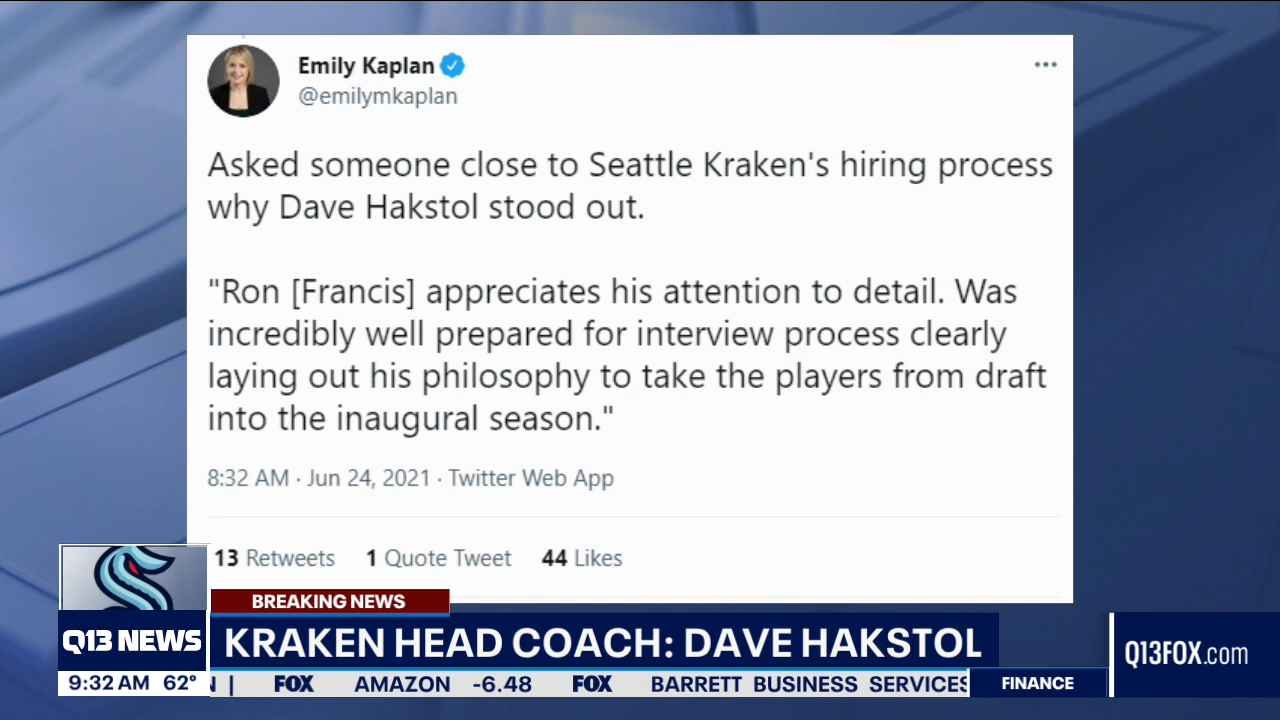 Emily Kaplan
@emilymkaplan
Asked someone close to Seattle Kraken's hiring process
why Dave Hakstol stood out.
"Ron [Francis] appreciates his attention to detail. Was
incredibly well prepared for interview process clearly
laying out his philosophy to take the players from draft
into the inaugural season."
8:32 AM · Jun 24, 2021 · Twitter Web App
13 Retweets 1 Quote Tweet 44 Likes
BREAKING NEWS
Q13 NEWS
KRAKEN HEAD COACH: DAVE HAKSTOL
Q13FOX.com
9:32 AM 62° | FOX AMAZON -6.48 FOX BARRETT BUSINESS SERVICES FINANCE